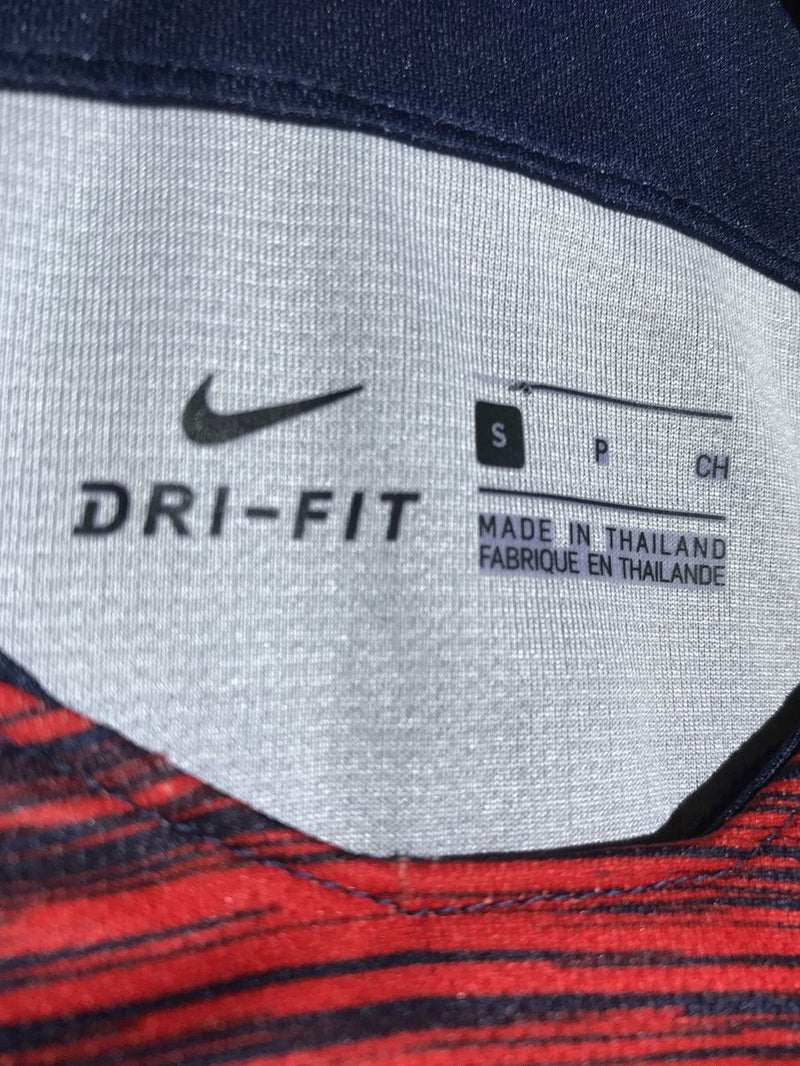 DRI-FIT
S P CH
MADE IN THAILAND
FABRIQUE EN THAILANDE